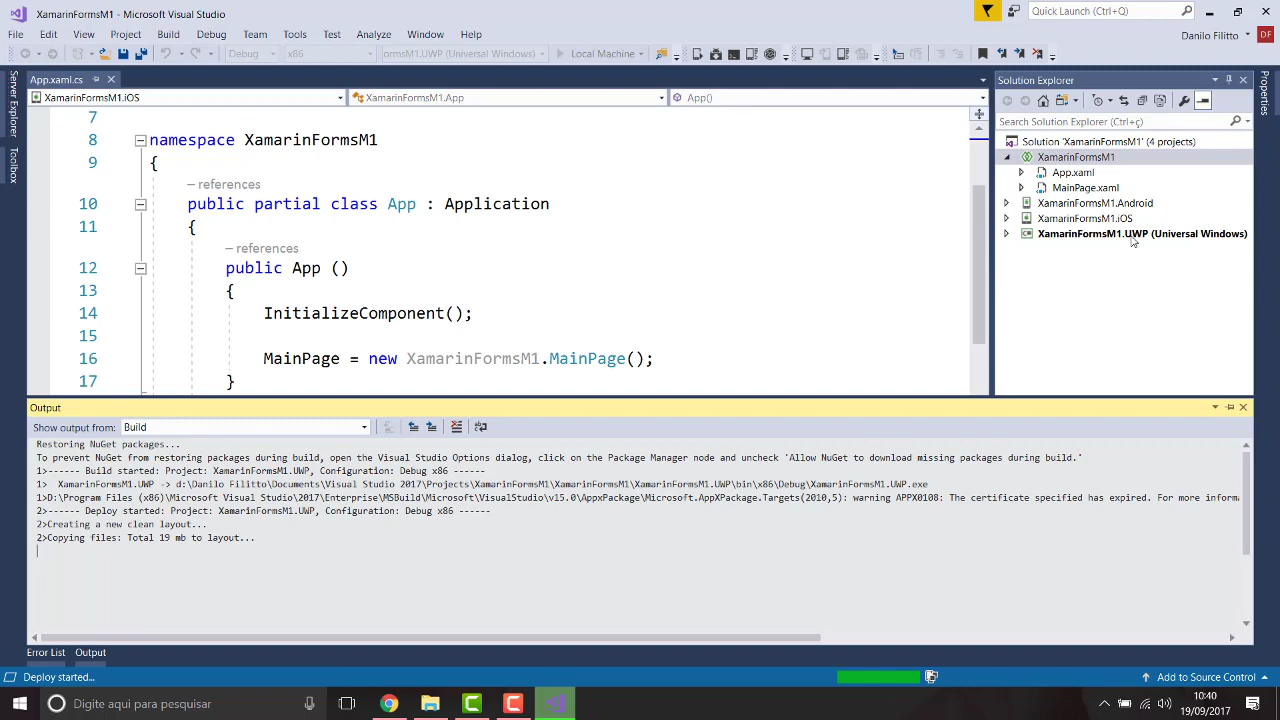 XamarinFormsM1 - Microsoft Visual Studio
Quick Launch (Ctrl+Q)
File Edit View Project Build Debug Team Tools Test Analyze Window Help
Danilo Filitto DF
Debug x86 ormsM1.UWP (Universal Windows) Local Machine
Server Explorer
Toolbox
App.xaml.cs
XamarinFormsM1.iOS XamarinFormsM1.App App()
7
8 namespace XamarinFormsM1
9 {
– references
10 public partial class App : Application
11 {
– references
12 public App ()
13 {
14 InitializeComponent();
15
16 MainPage = new XamarinFormsM1.MainPage();
17 }
Solution Explorer
Search Solution Explorer (Ctrl+ç)
Solution 'XamarinFormsM1' (4 projects)
XamarinFormsM1
App.xaml
MainPage.xaml
XamarinFormsM1.Android
XamarinFormsM1.iOS
XamarinFormsM1.UWP (Universal Windows)
Properties
Output
Show output from: Build
Restoring NuGet packages...
To prevent NuGet from restoring packages during build, open the Visual Studio Options dialog, click on the Package Manager node and uncheck 'Allow NuGet to download missing packages during build.'
1>------ Build started: Project: XamarinFormsM1.UWP, Configuration: Debug x86 ------
1> XamarinFormsM1.UWP -> d:\Danilo Filitto\Documents\Visual Studio 2017\Projects\XamarinFormsM1\XamarinFormsM1\XamarinFormsM1.UWP\bin\x86\Debug\XamarinFormsM1.UWP.exe
1>D:\Program Files (x86)\Microsoft Visual Studio\2017\Enterprise\MSBuild\Microsoft\VisualStudio\v15.0\AppxPackage\Microsoft.AppXPackage.Targets(2010,5): warning APPX0108: The certificate specified has expired. For more inform
2>------ Deploy started: Project: XamarinFormsM1.UWP, Configuration: Debug x86 ------
2>Creating a new clean layout...
2>Copying files: Total 19 mb to layout...
Error List Output
Deploy started...
Add to Source Control
Digite aqui para pesquisar
10:40
19/09/2017